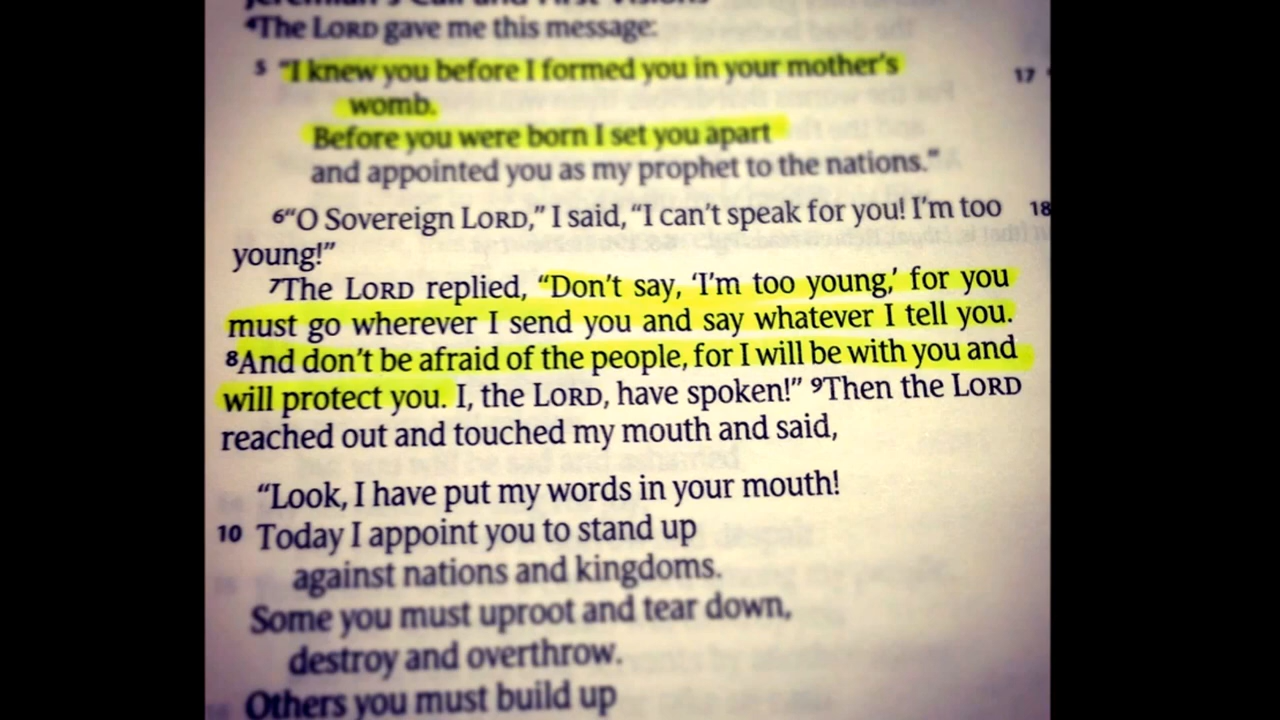 Jeremiah's Call and First Visions
4The LORD gave me this message:
5 "I knew you before I formed you in your mother's
womb.
Before you were born I set you apart
and appointed you as my prophet to the nations."
6"O Sovereign LORD," I said, "I can't speak for you! I'm too
young!"
7The LORD replied, "Don't say, 'I'm too young,' for you
must go wherever I send you and say whatever I tell you.
8And don't be afraid of the people, for I will be with you and
will protect you. I, the LORD, have spoken!" 9Then the LORD
reached out and touched my mouth and said,
"Look, I have put my words in your mouth!
10 Today I appoint you to stand up
against nations and kingdoms.
Some you must uproot and tear down,
destroy and overthrow.
Others you must build up
17
18